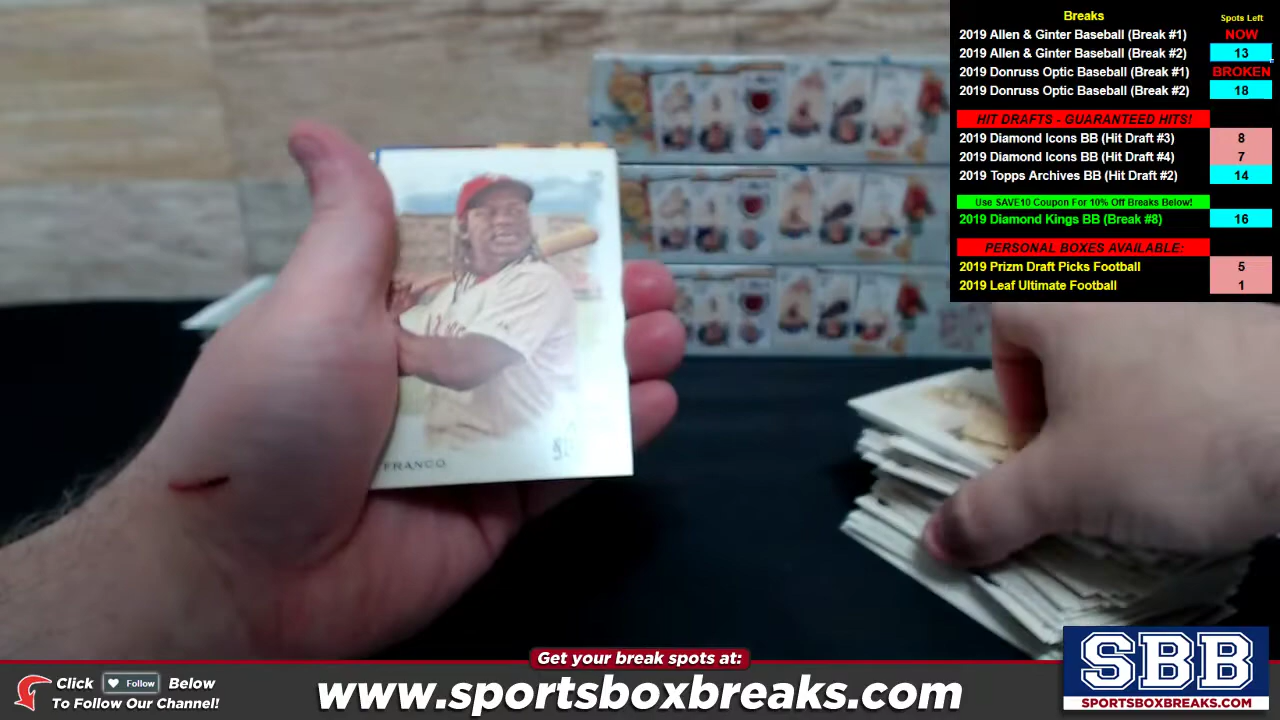 Breaks Spots Left
2019 Allen & Ginter Baseball (Break #1) NOW
2019 Allen & Ginter Baseball (Break #2) 13
2019 Donruss Optic Baseball (Break #1) BROKEN
2019 Donruss Optic Baseball (Break #2) 18
HIT DRAFTS - GUARANTEED HITS!
2019 Diamond Icons BB (Hit Draft #3) 8
2019 Diamond Icons BB (Hit Draft #4) 7
2019 Topps Archives BB (Hit Draft #2) 14
Use SAVE10 Coupon For 10% Off Breaks Below!
2019 Diamond Kings BB (Break #8) 16
PERSONAL BOXES AVAILABLE:
2019 Prizm Draft Picks Football 5
2019 Leaf Ultimate Football 1
FRANCO
Get your break spots at:
Click Follow Below
To Follow Our Channel!
www.sportsboxbreaks.com
SBB
SPORTSBOXBREAKS.COM